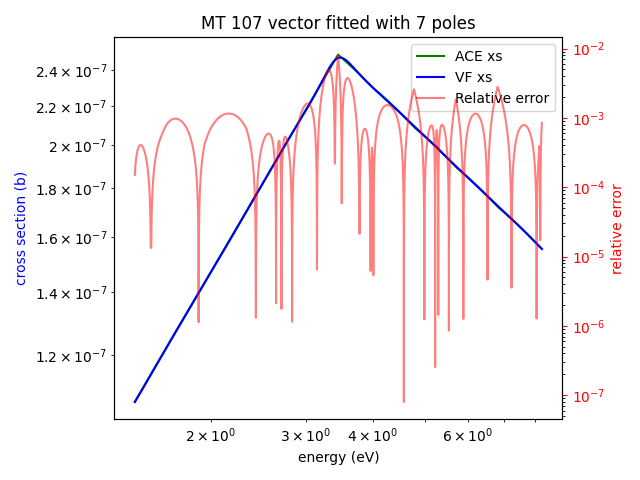 MT 107 vector fitted with 7 poles
ACE xs
VF xs
Relative error
2.4 × 10⁻⁷
2.2 × 10⁻⁷
2 × 10⁻⁷
1.8 × 10⁻⁷
1.6 × 10⁻⁷
1.4 × 10⁻⁷
1.2 × 10⁻⁷
cross section (b)
10⁻²
10⁻³
10⁻⁴
10⁻⁵
10⁻⁶
10⁻⁷
relative error
2 × 10⁰
3 × 10⁰
4 × 10⁰
6 × 10⁰
energy (eV)